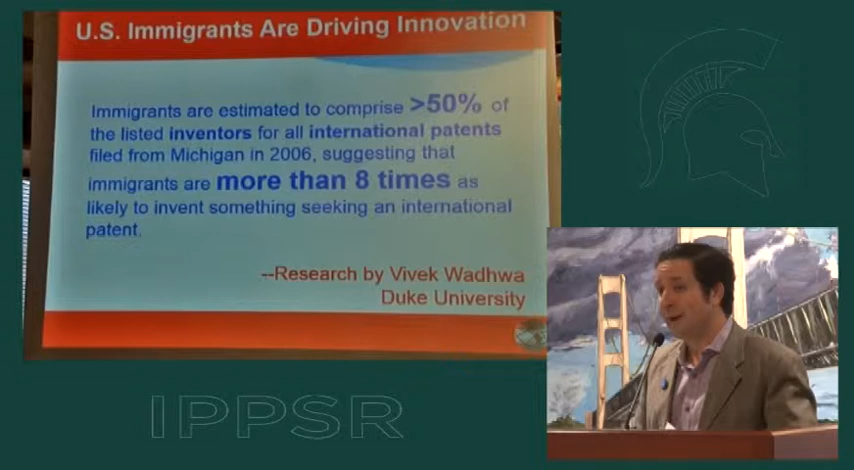 U.S. Immigrants Are Driving Innovation
Immigrants are estimated to comprise >50% of
the listed inventors for all international patents
filed from Michigan in 2006, suggesting that
immigrants are more than 8 times as
likely to invent something seeking an international
patent.
--Research by Vivek Wadhwa
Duke University
IPPSR